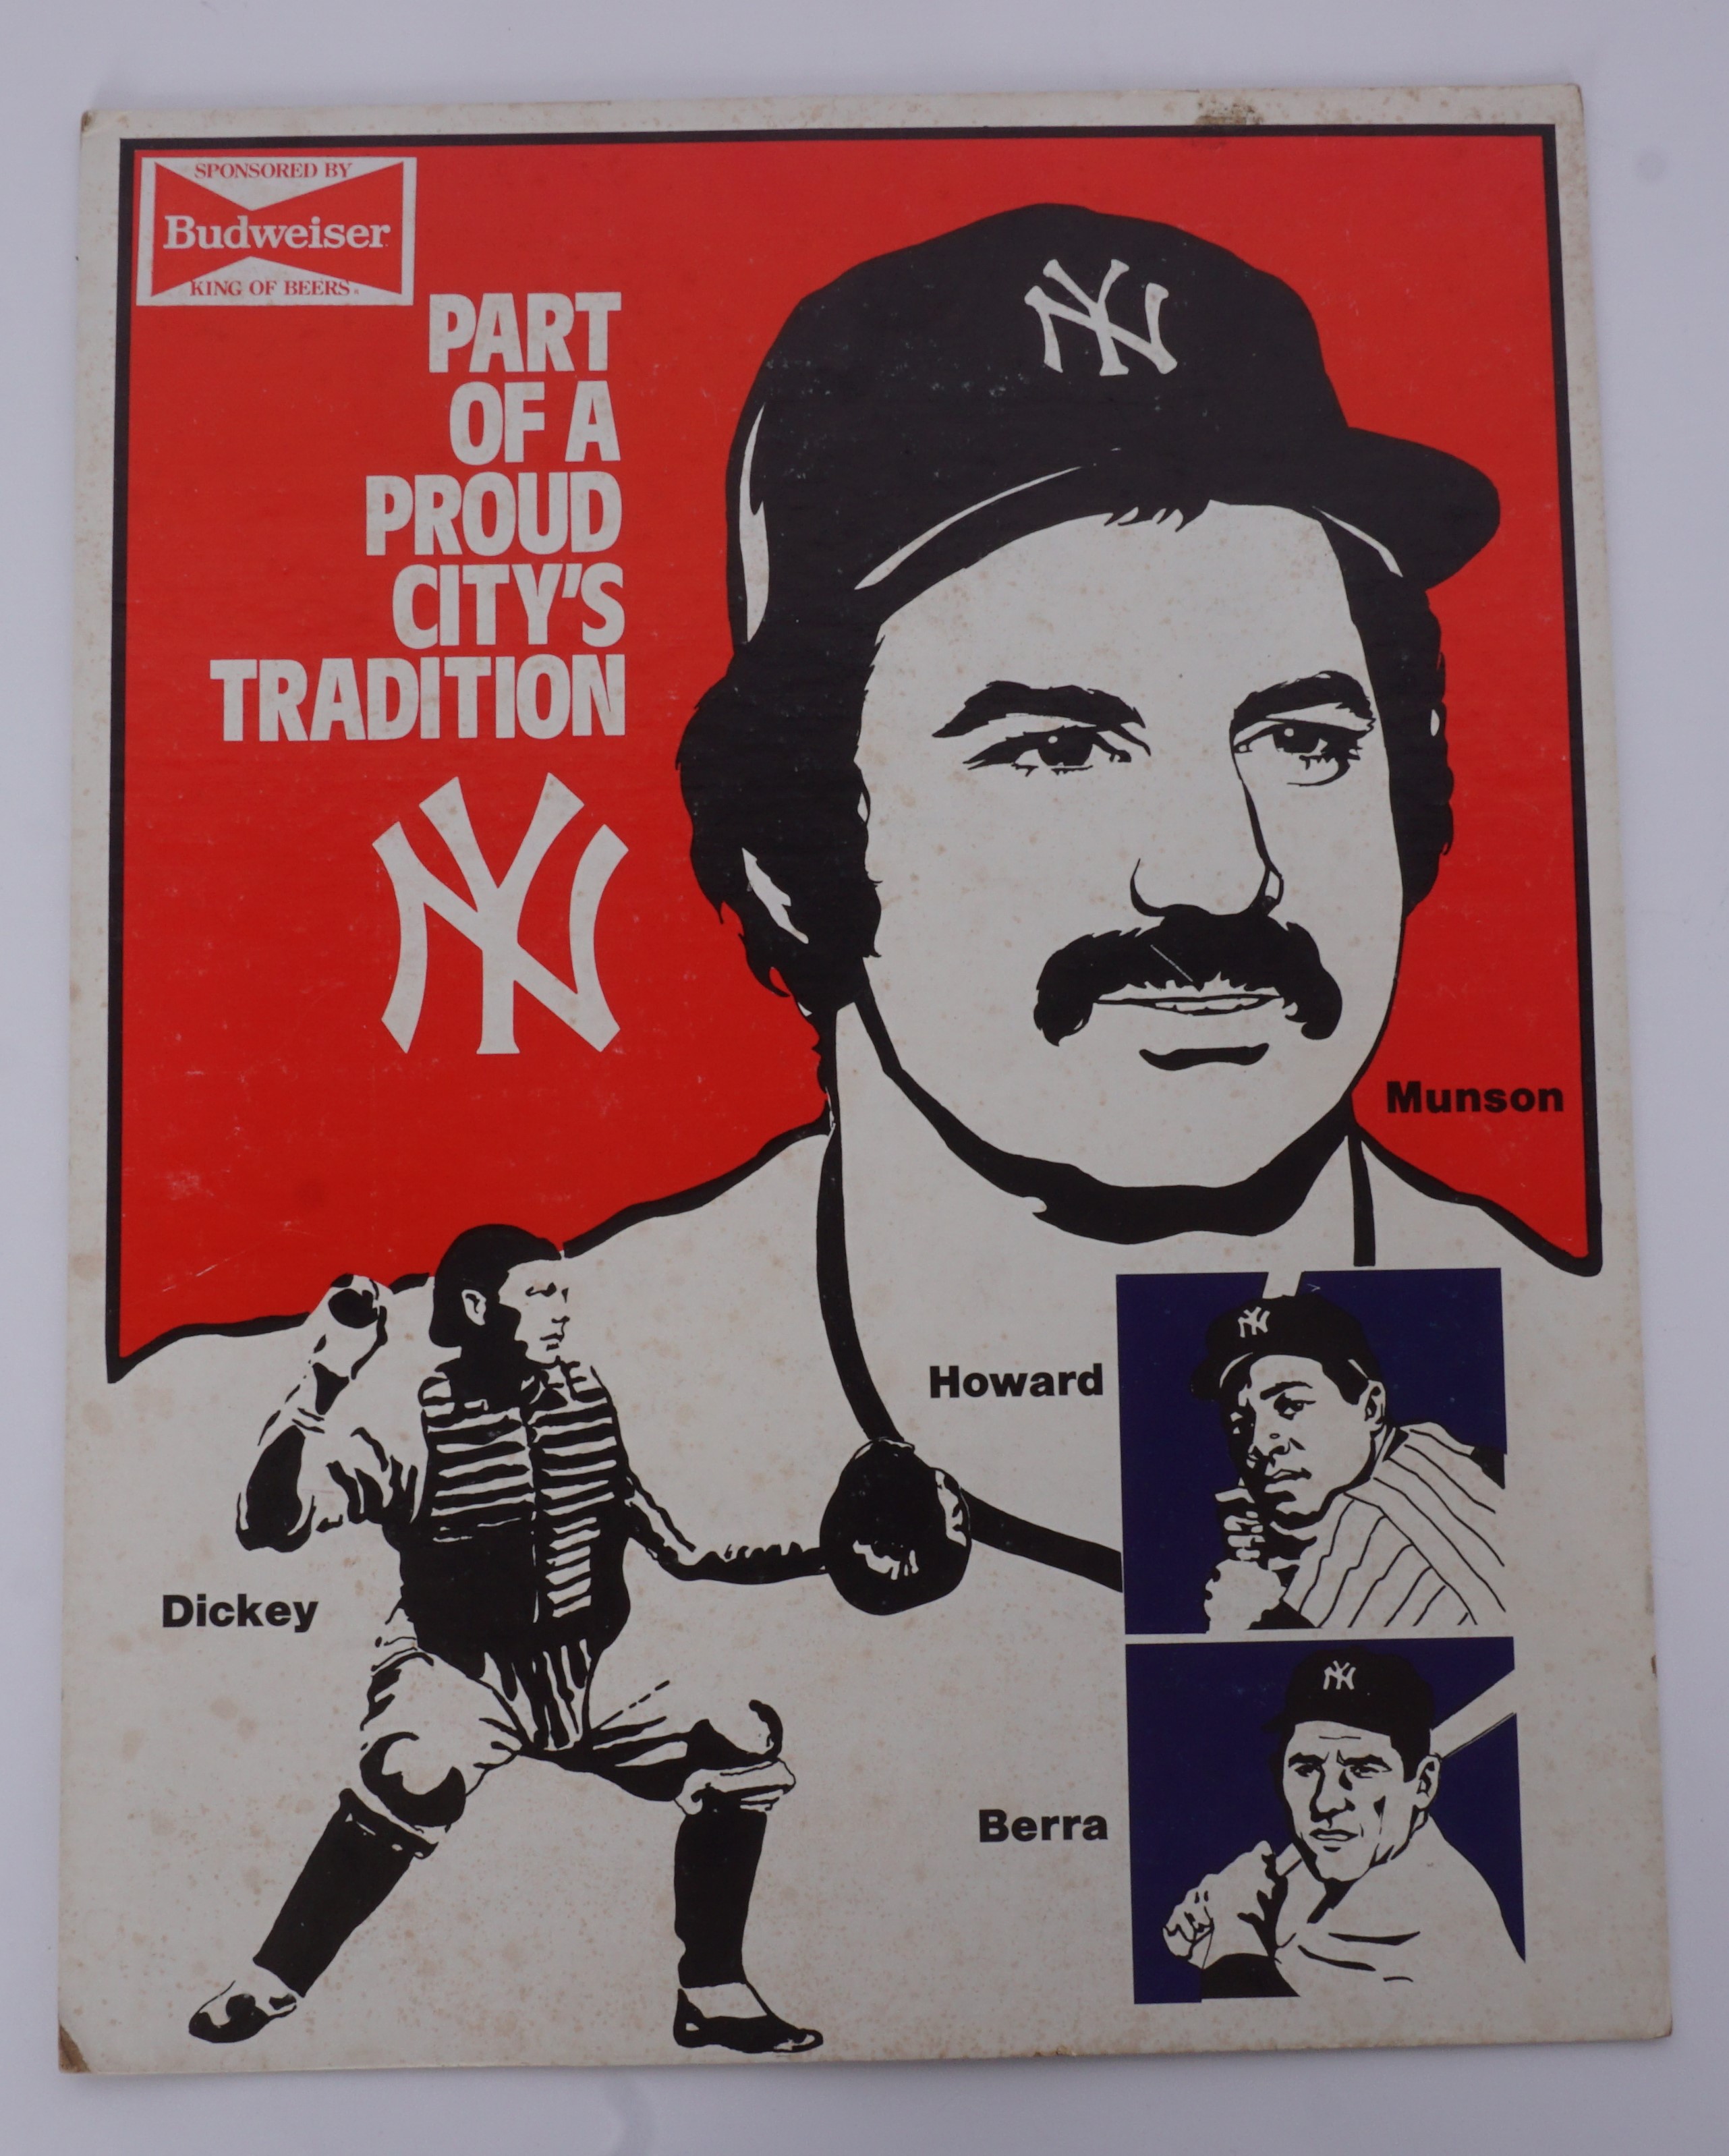 SPONSORED BY
Budweiser
KING OF BEERS®
PART
OF A
PROUD
CITY'S
TRADITION
NY
NY
Munson
NY
Howard
Dickey
NY
Berra